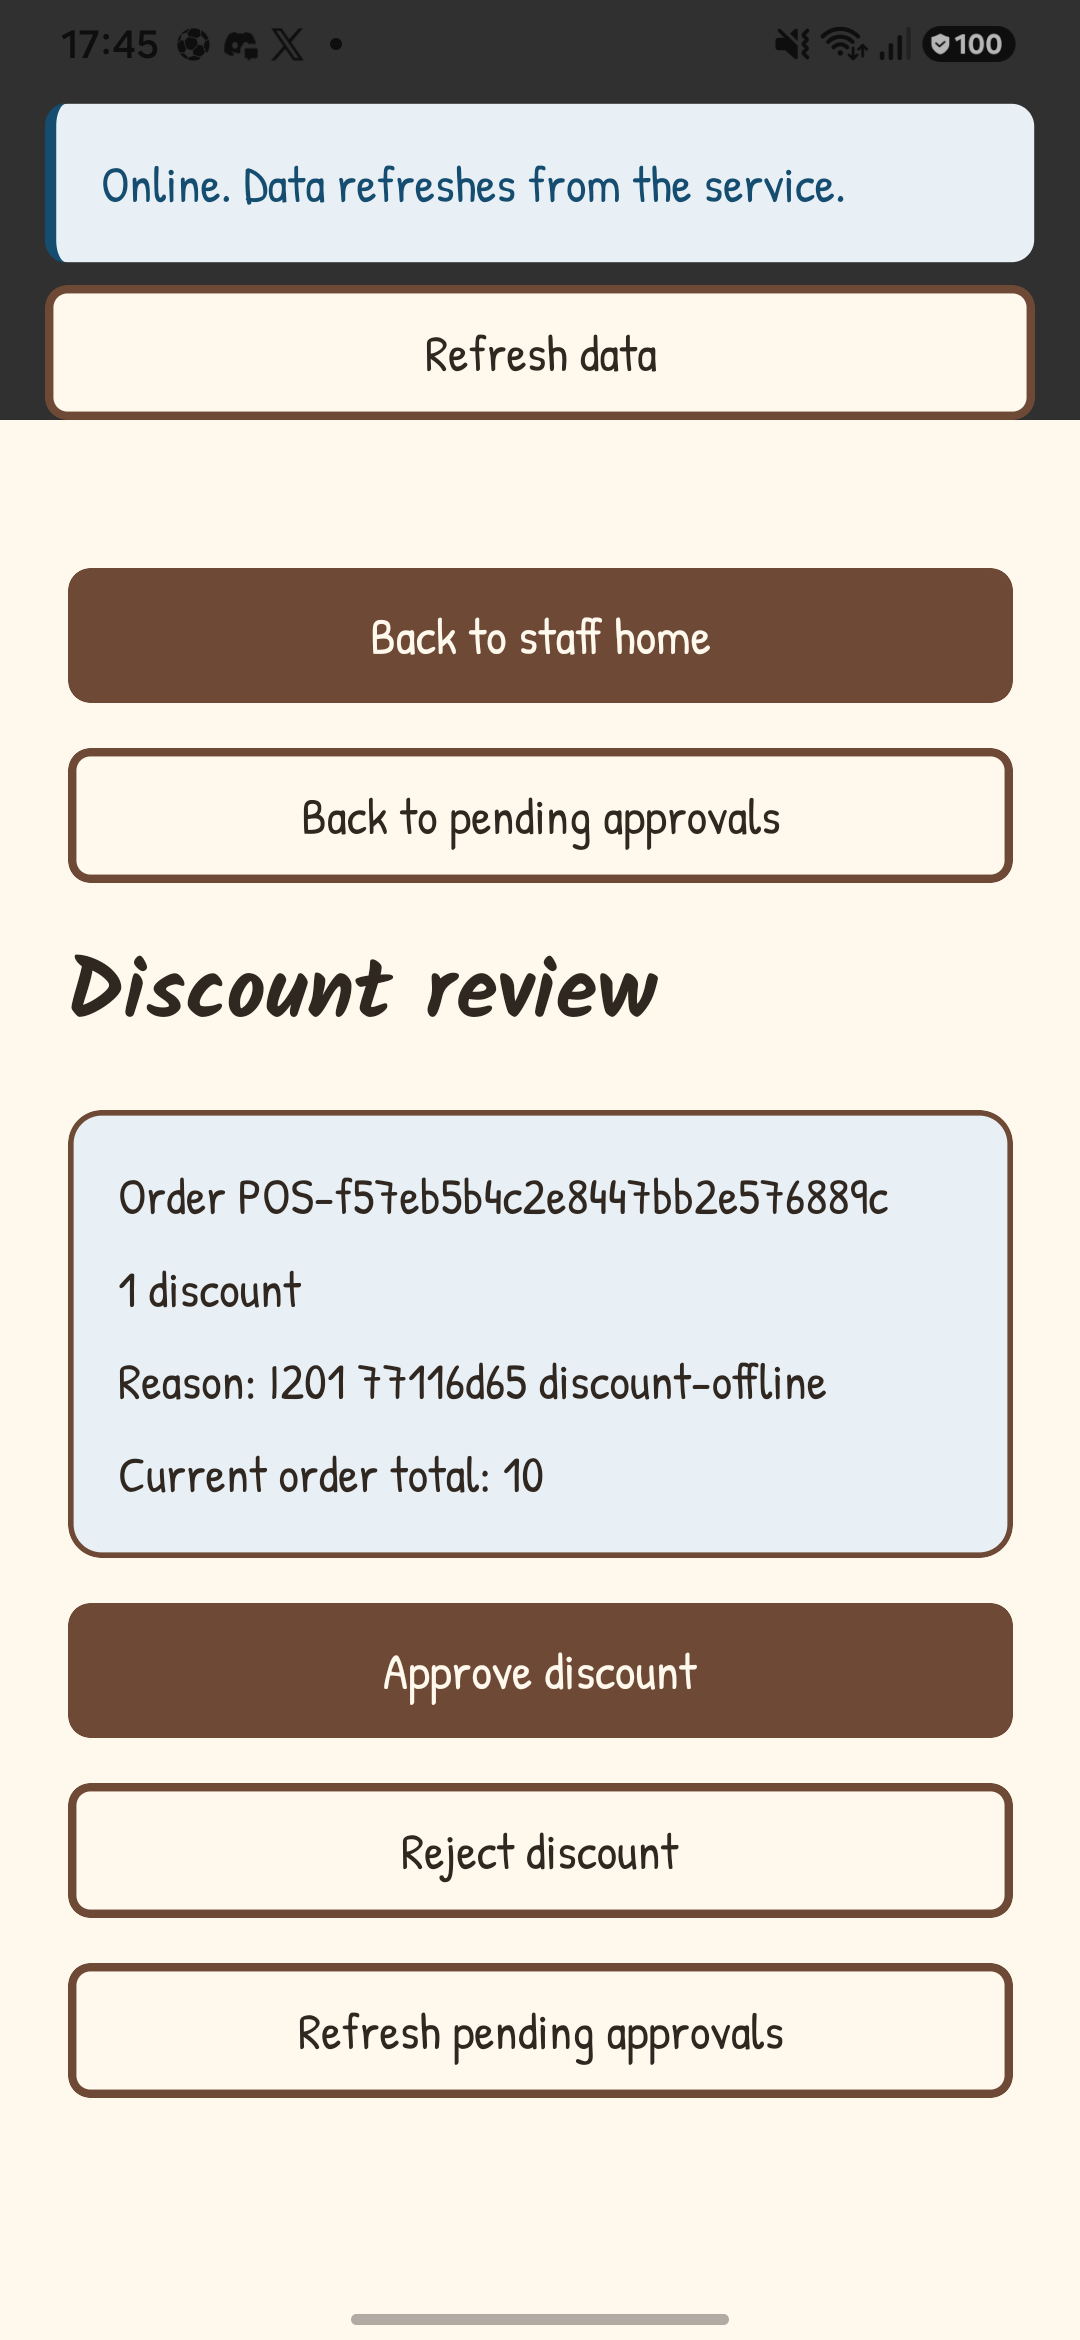 17:45
100
Online. Data refreshes from the service.
Refresh data
Back to staff home
Back to pending approvals
Discount review
Order POS-f57eb5b4c2e8447bb2e576889c
1 discount
Reason: I201 77116d65 discount-offline
Current order total: 10
Approve discount
Reject discount
Refresh pending approvals